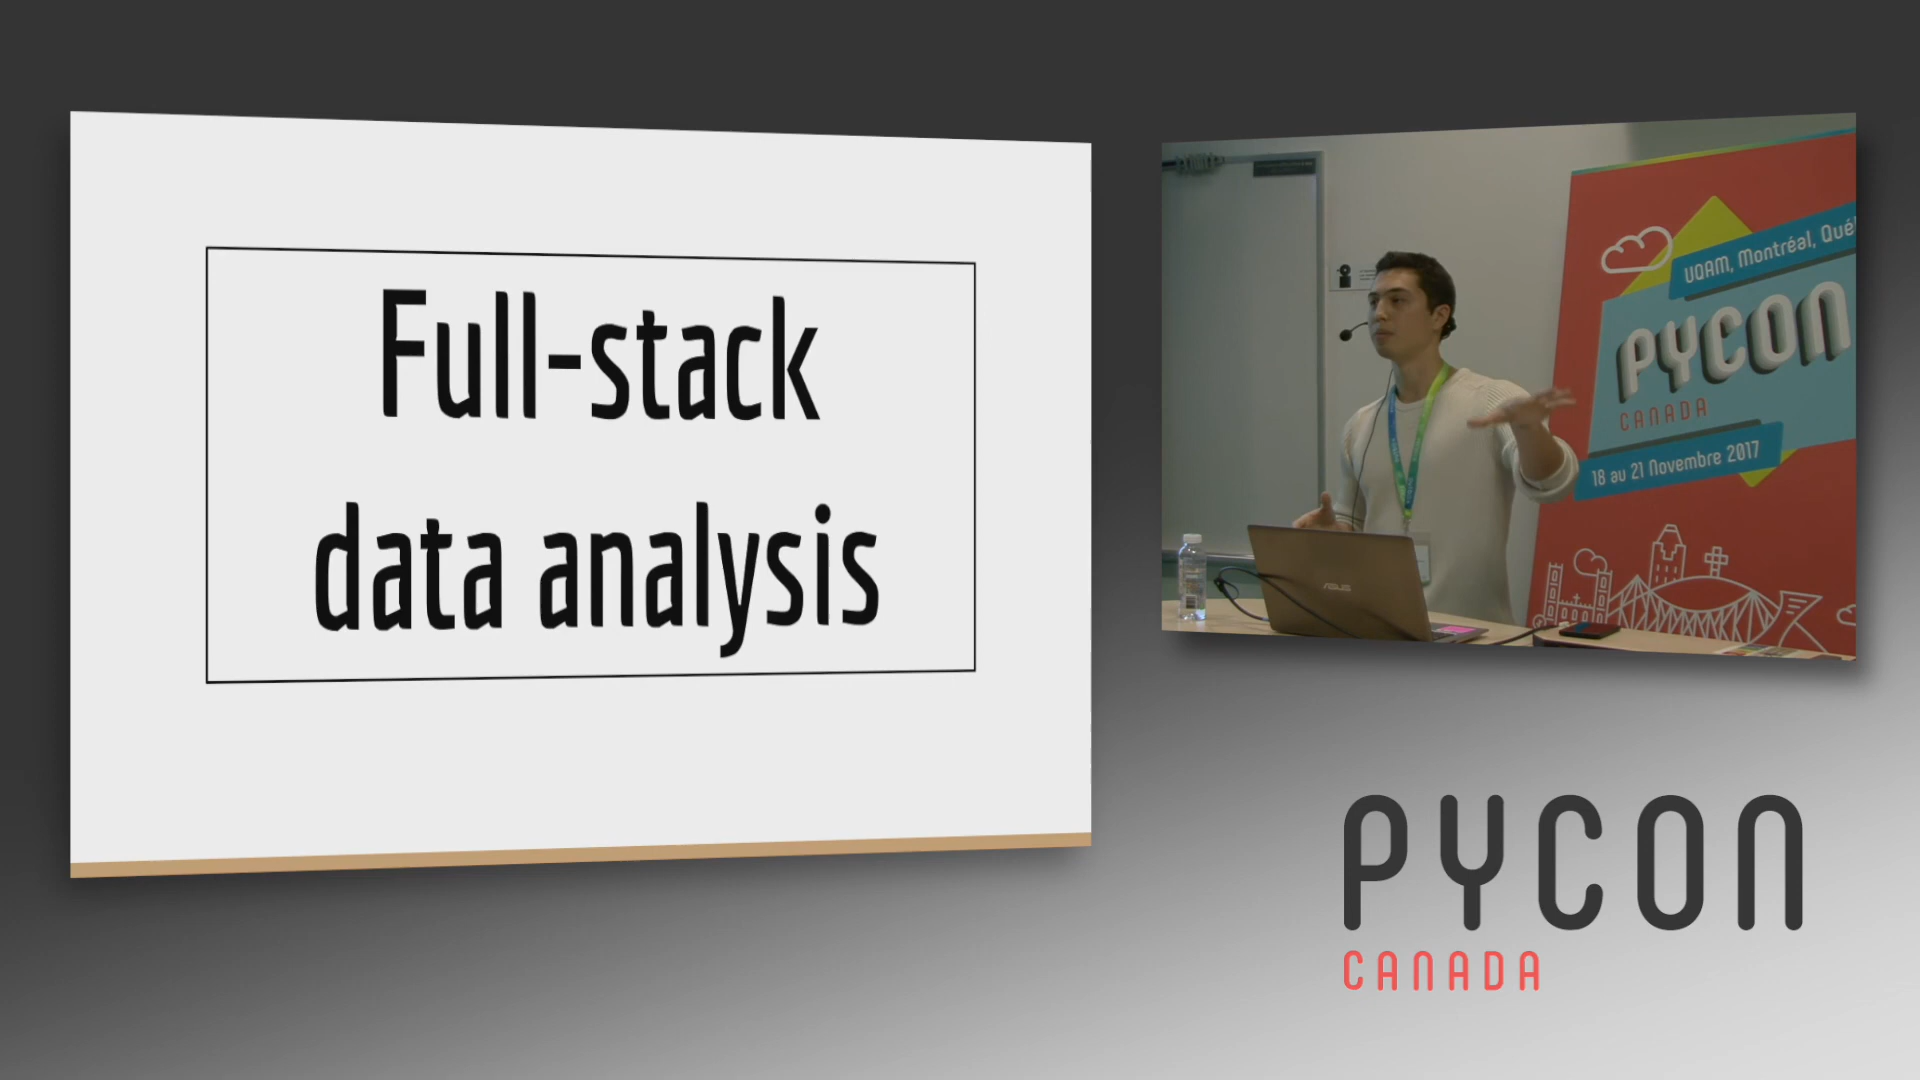 Full-stack
data analysis
UQAM, Montréal, Qué
PYCON
CANADA
18 au 21 Novembre 2017
ASUS
PYCON
CANADA